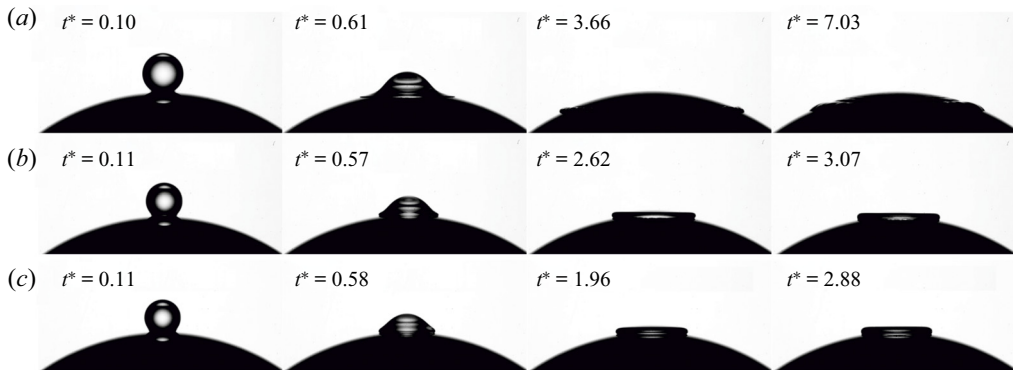 (a) t* = 0.10 t* = 0.61 t* = 3.66 t* = 7.03
(b) t* = 0.11 t* = 0.57 t* = 2.62 t* = 3.07
(c) t* = 0.11 t* = 0.58 t* = 1.96 t* = 2.88